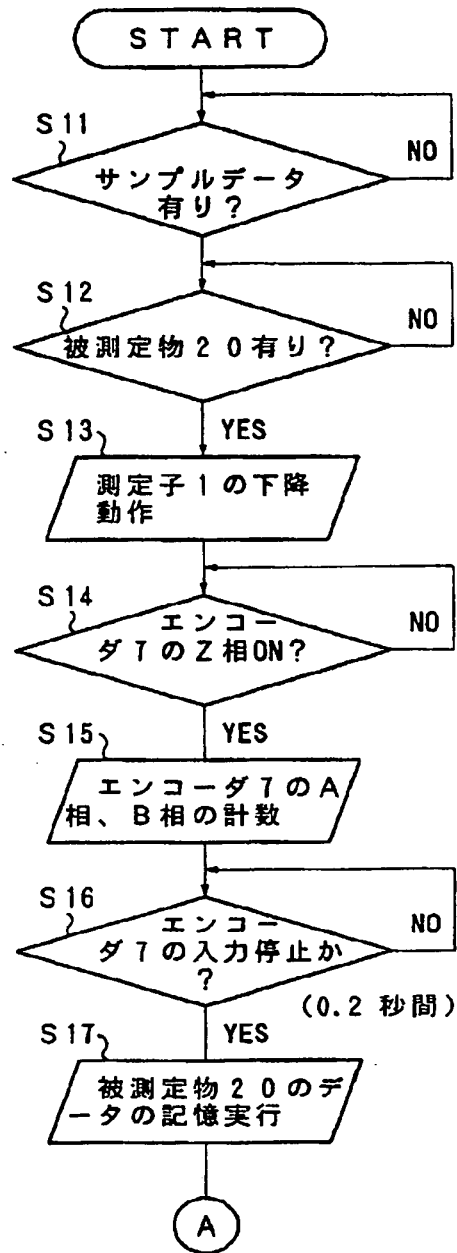 START
S11
NO
サンプルデータ
有り?
S12
NO
被測定物20有り?
S13
YES
測定子1の下降
動作
S14
エンコー
NO
ダ7のZ相ON?
S15
YES
エンコーダ7のA
相、B相の計数
S16
エンコー
NO
ダ7の入力停止か
?
(0.2 秒間)
S17
YES
被測定物20のデ
ータの記憶実行
A